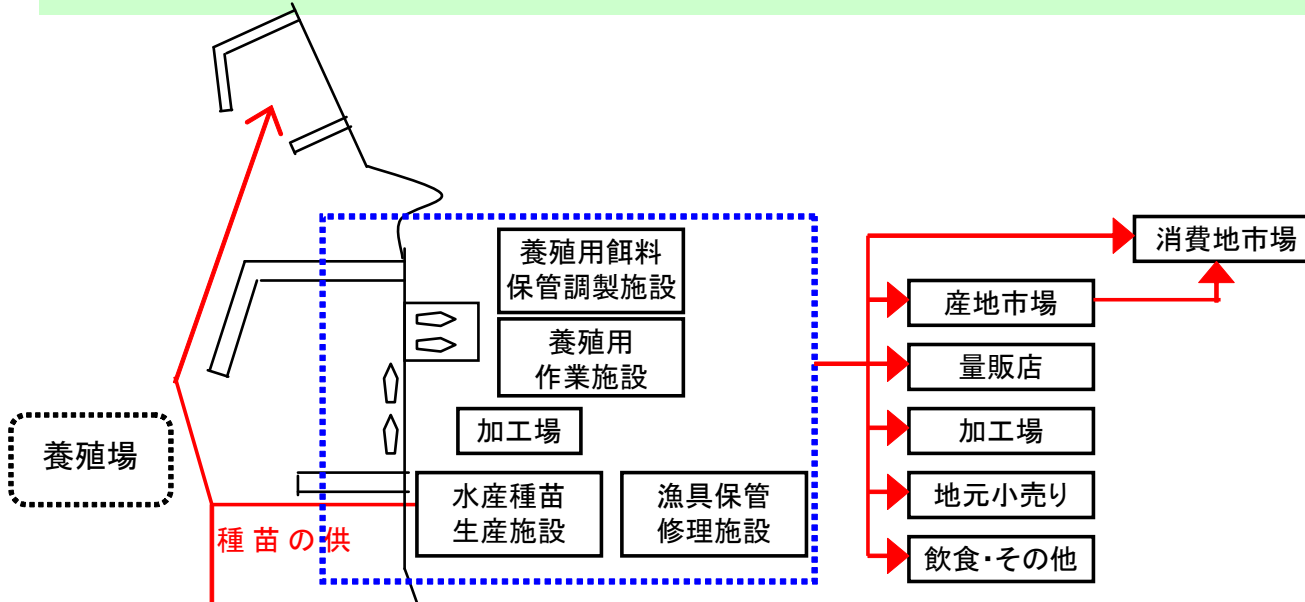 養殖用餌料
保管調製施設
養殖用
作業施設
加工場
水産種苗
生産施設
漁具保管
修理施設
養殖場
種苗の供
消費地市場
産地市場
量販店
加工場
地元小売り
飲食・その他